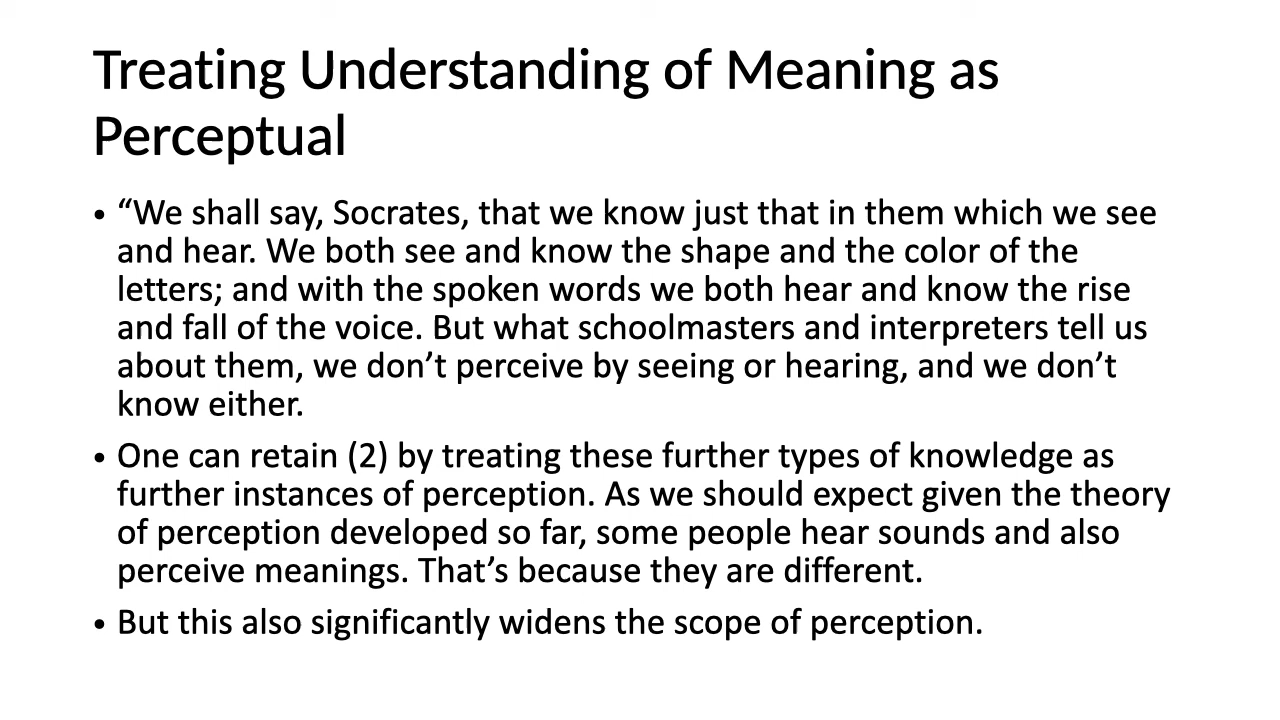 Treating Understanding of Meaning as
Perceptual
• “We shall say, Socrates, that we know just that in them which we see
and hear. We both see and know the shape and the color of the
letters; and with the spoken words we both hear and know the rise
and fall of the voice. But what schoolmasters and interpreters tell us
about them, we don’t perceive by seeing or hearing, and we don’t
know either.
• One can retain (2) by treating these further types of knowledge as
further instances of perception. As we should expect given the theory
of perception developed so far, some people hear sounds and also
perceive meanings. That’s because they are different.
• But this also significantly widens the scope of perception.